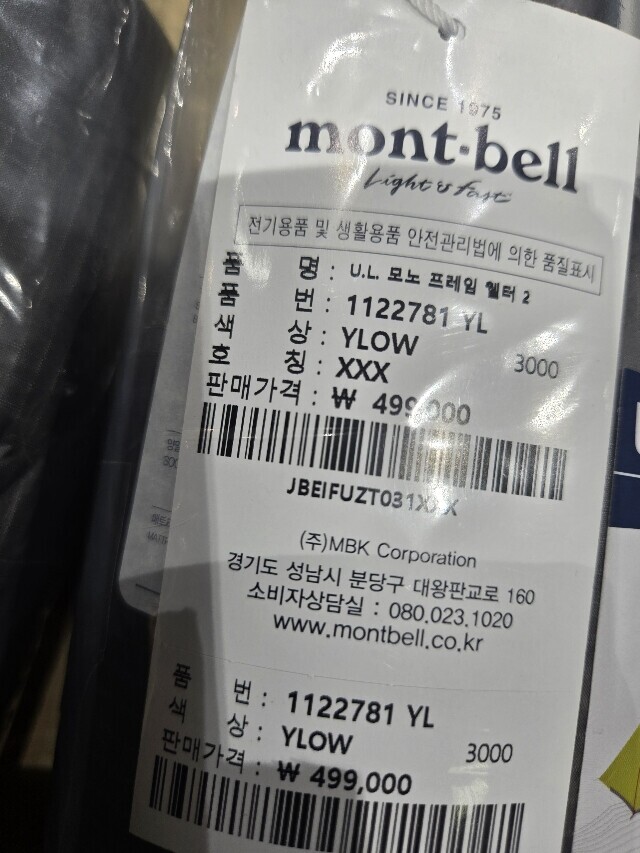 SINCE 1975
mont-bell
Light & Fast
전기용품 및 생활용품 안전관리법에 의한 품질표시
품 명 : U.L. 모노 프레임 쉘터 2
품 번 : 1122781 YL
색 상 : YLOW 3000
호 칭 : XXX
판매가격 : ₩ 499,000
JBEIFUZT031XXX
(주)MBK Corporation
경기도 성남시 분당구 대왕판교로 160
소비자상담실 : 080.023.1020
www.montbell.co.kr
품 번 : 1122781 YL
색 상 : YLOW 3000
판매가격 : ₩ 499,000